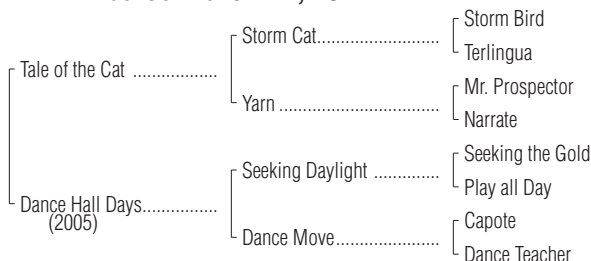 Storm Bird
Storm Cat........................
Terlingua
Tale of the Cat .................
Mr. Prospector
Yarn ................................
Narrate
Seeking the Gold
Seeking Daylight .............
Play all Day
Dance Hall Days...............
(2005)
Capote
Dance Move.....................
Dance Teacher